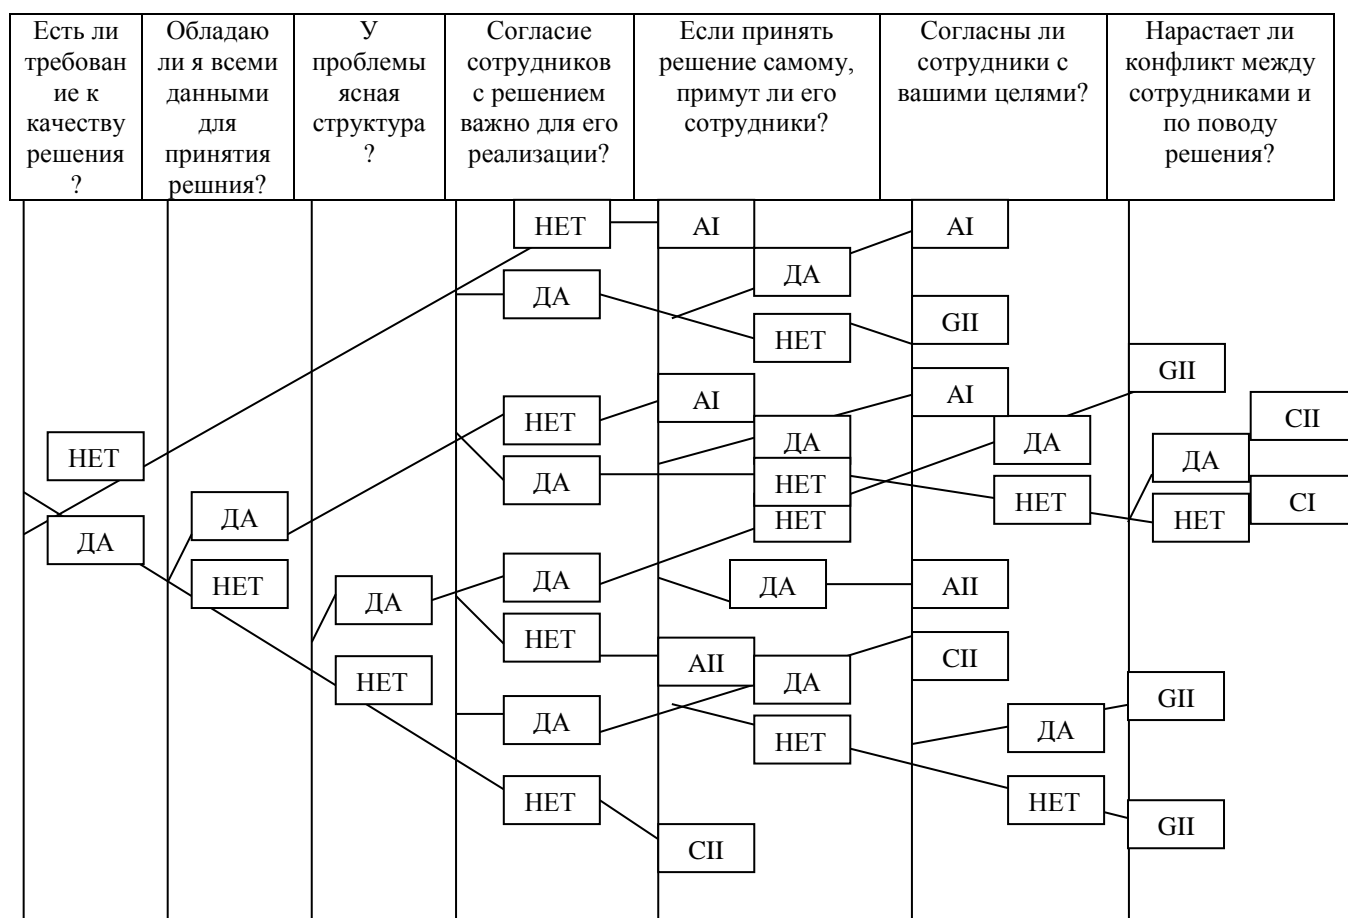 Есть ли
требован
ие к
качеству
решения
?
Обладаю
ли я всеми
данными
для
принятия
решния?
У
проблемы
ясная
структура
?
Согласие
сотрудников
с решением
важно для его
реализации?
Если принять
решение самому,
примут ли его
сотрудники?
Согласны ли
сотрудники с
вашими целями?
Нарастает ли
конфликт между
сотрудниками и
по поводу
решения?
НЕТ
AI
AI
ДА
ДА
GII
НЕТ
GII
AI
AI
НЕТ
CII
ДА
ДА
НЕТ
ДА
ДА
НЕТ
НЕТ
CI
ДА
НЕТ
НЕТ
ДА
ДА
НЕТ
ДА
ДА
AII
НЕТ
AII
CII
НЕТ
ДА
GII
ДА
ДА
НЕТ
НЕТ
НЕТ
GII
CII